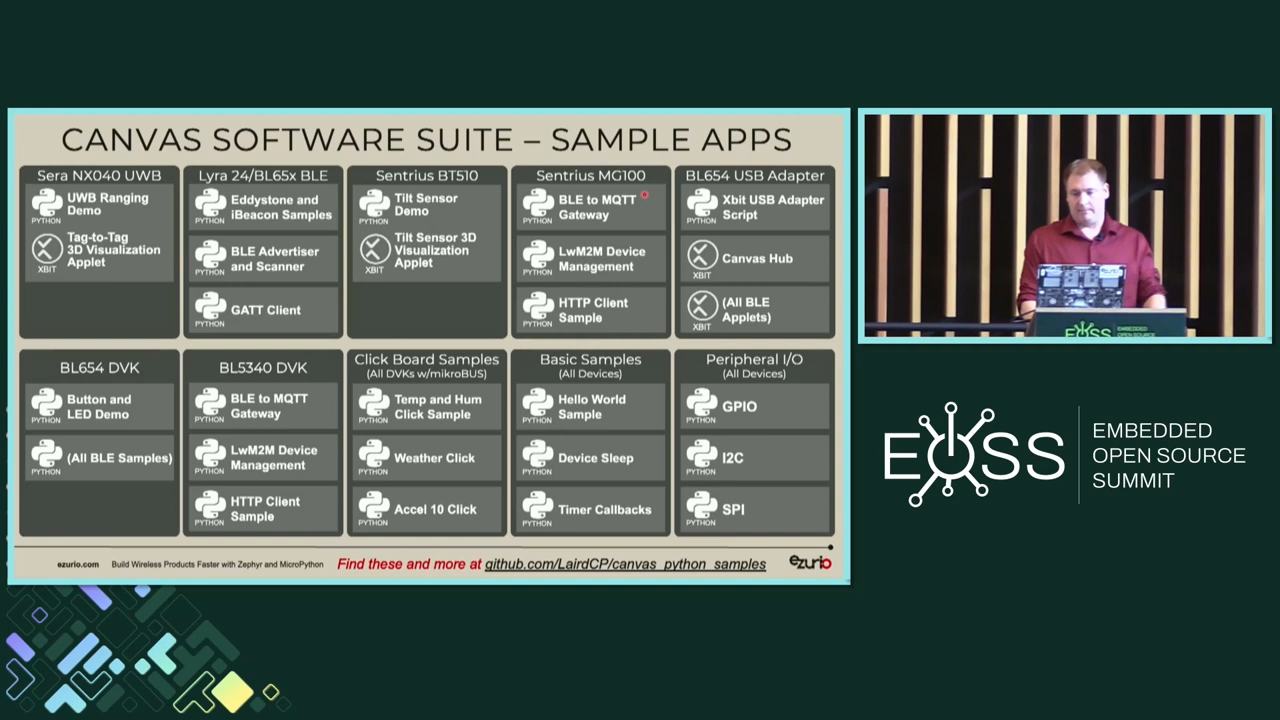 CANVAS SOFTWARE SUITE – SAMPLE APPS
Sera NX040 UWB
PYTHON
UWB Ranging
Demo
XBIT
Tag-to-Tag
3D Visualization
Applet
Lyra 24/BL65x BLE
PYTHON
Eddystone and
iBeacon Samples
PYTHON
BLE Advertiser
and Scanner
PYTHON
GATT Client
Sentrius BT510
PYTHON
Tilt Sensor
Demo
XBIT
Tilt Sensor 3D
Visualization
Applet
Sentrius MG100
PYTHON
BLE to MQTT
Gateway
PYTHON
LwM2M Device
Management
PYTHON
HTTP Client
Sample
BL654 USB Adapter
PYTHON
Xbit USB Adapter
Script
XBIT
Canvas Hub
XBIT
(All BLE
Applets)
BL654 DVK
PYTHON
Button and
LED Demo
PYTHON
(All BLE Samples)
BL5340 DVK
PYTHON
BLE to MQTT
Gateway
PYTHON
LwM2M Device
Management
PYTHON
HTTP Client
Sample
Click Board Samples
(All DVKs w/mikroBUS)
PYTHON
Temp and Hum
Click Sample
PYTHON
Weather Click
PYTHON
Accel 10 Click
Basic Samples
(All Devices)
PYTHON
Hello World
Sample
PYTHON
Device Sleep
PYTHON
Timer Callbacks
Peripheral I/O
(All Devices)
PYTHON
GPIO
PYTHON
I2C
PYTHON
SPI
ezurio.com
Build Wireless Products Faster with Zephyr and MicroPython
Find these and more at github.com/LairdCP/canvas_python_samples
ezurio
EOSS
EMBEDDED
OPEN SOURCE
SUMMIT
EOSS
EMBEDDED
OPEN SOURCE
SUMMIT